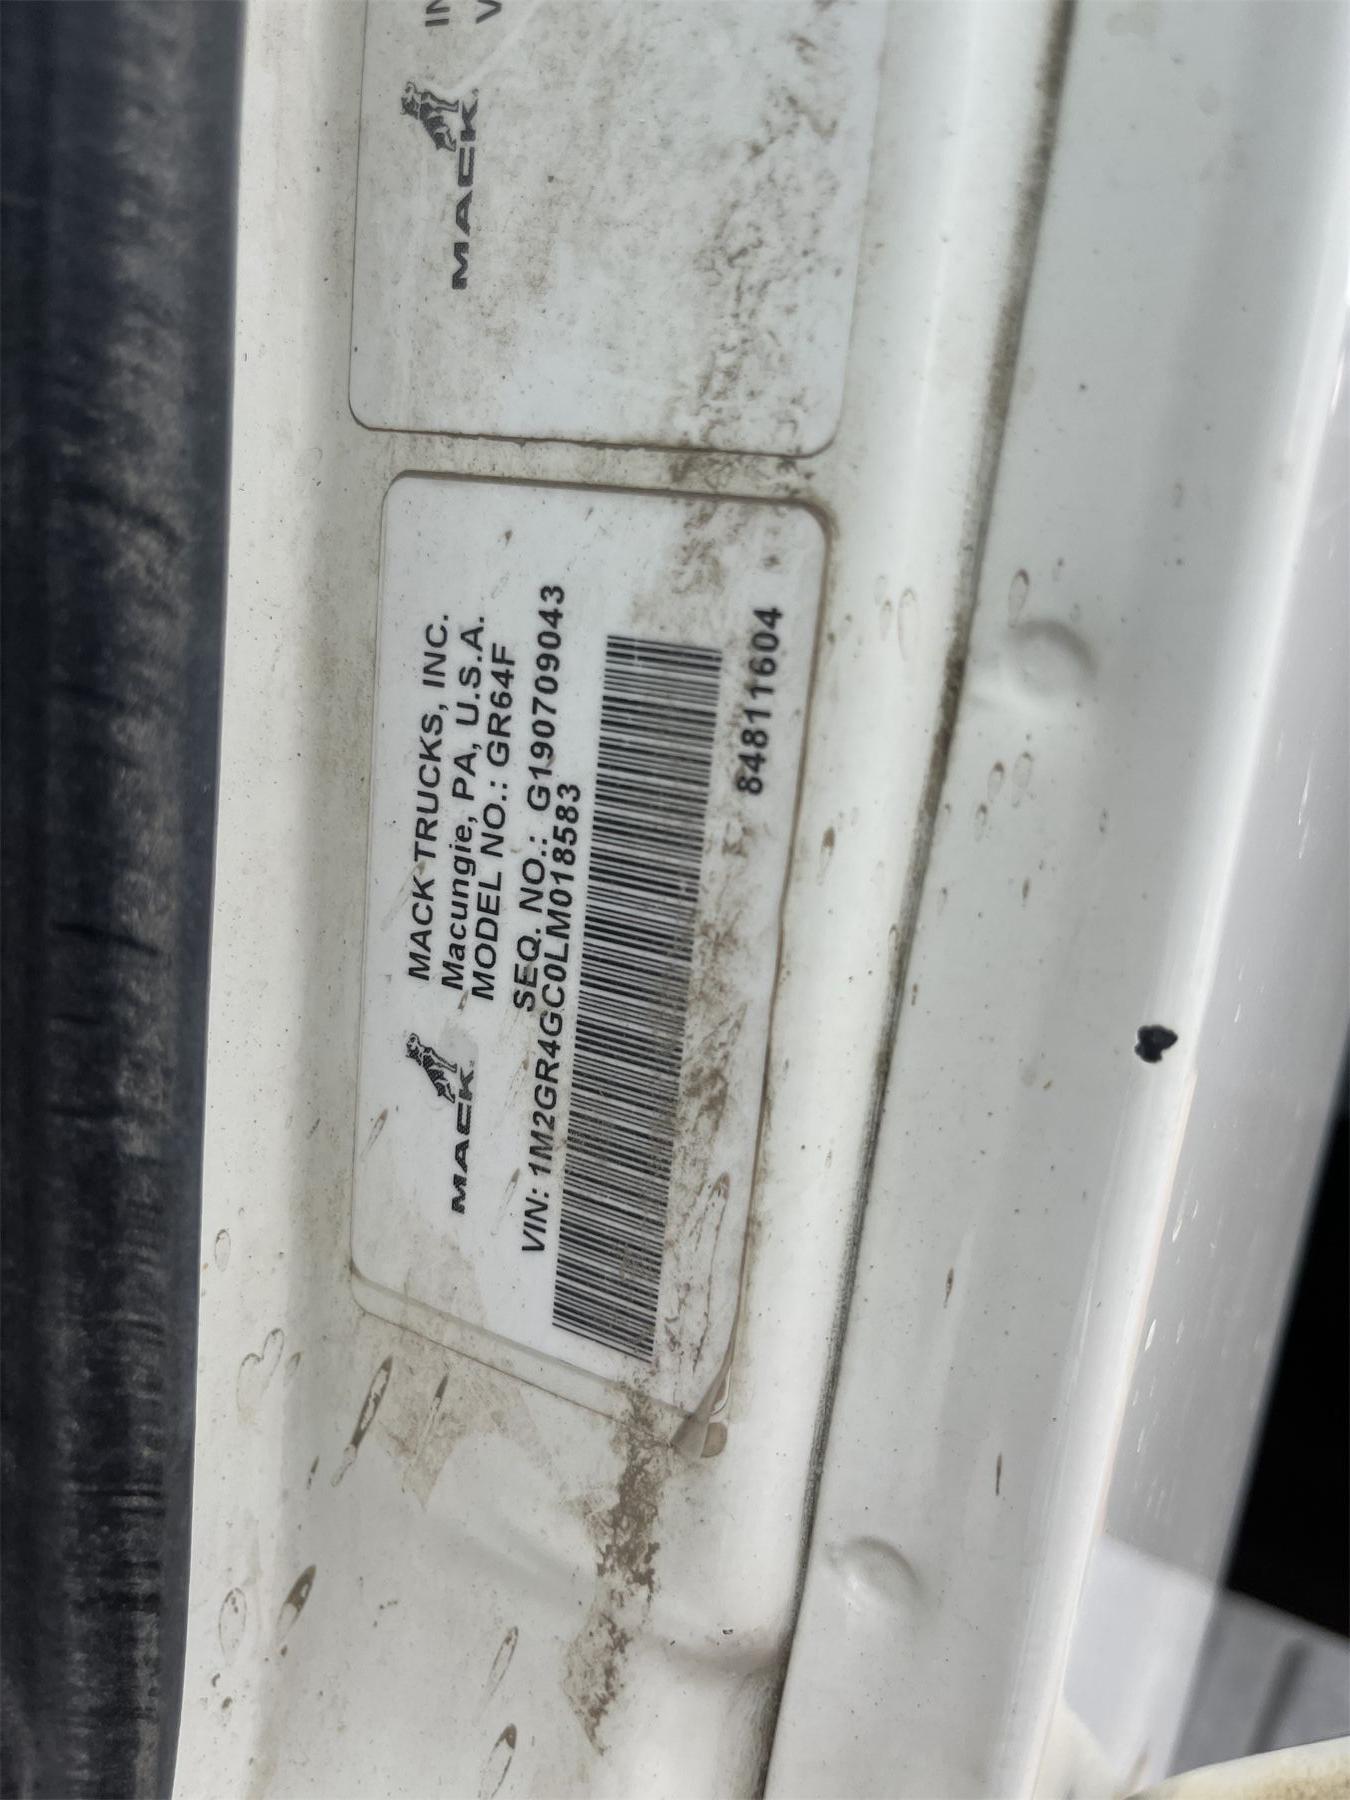 MACK
MACK TRUCKS, INC.
Macungie, PA, U.S.A.
MODEL NO.: GR64F
SEQ. NO.: G190709043
VIN: 1M2GR4GC0LM018583
84811604
MACK